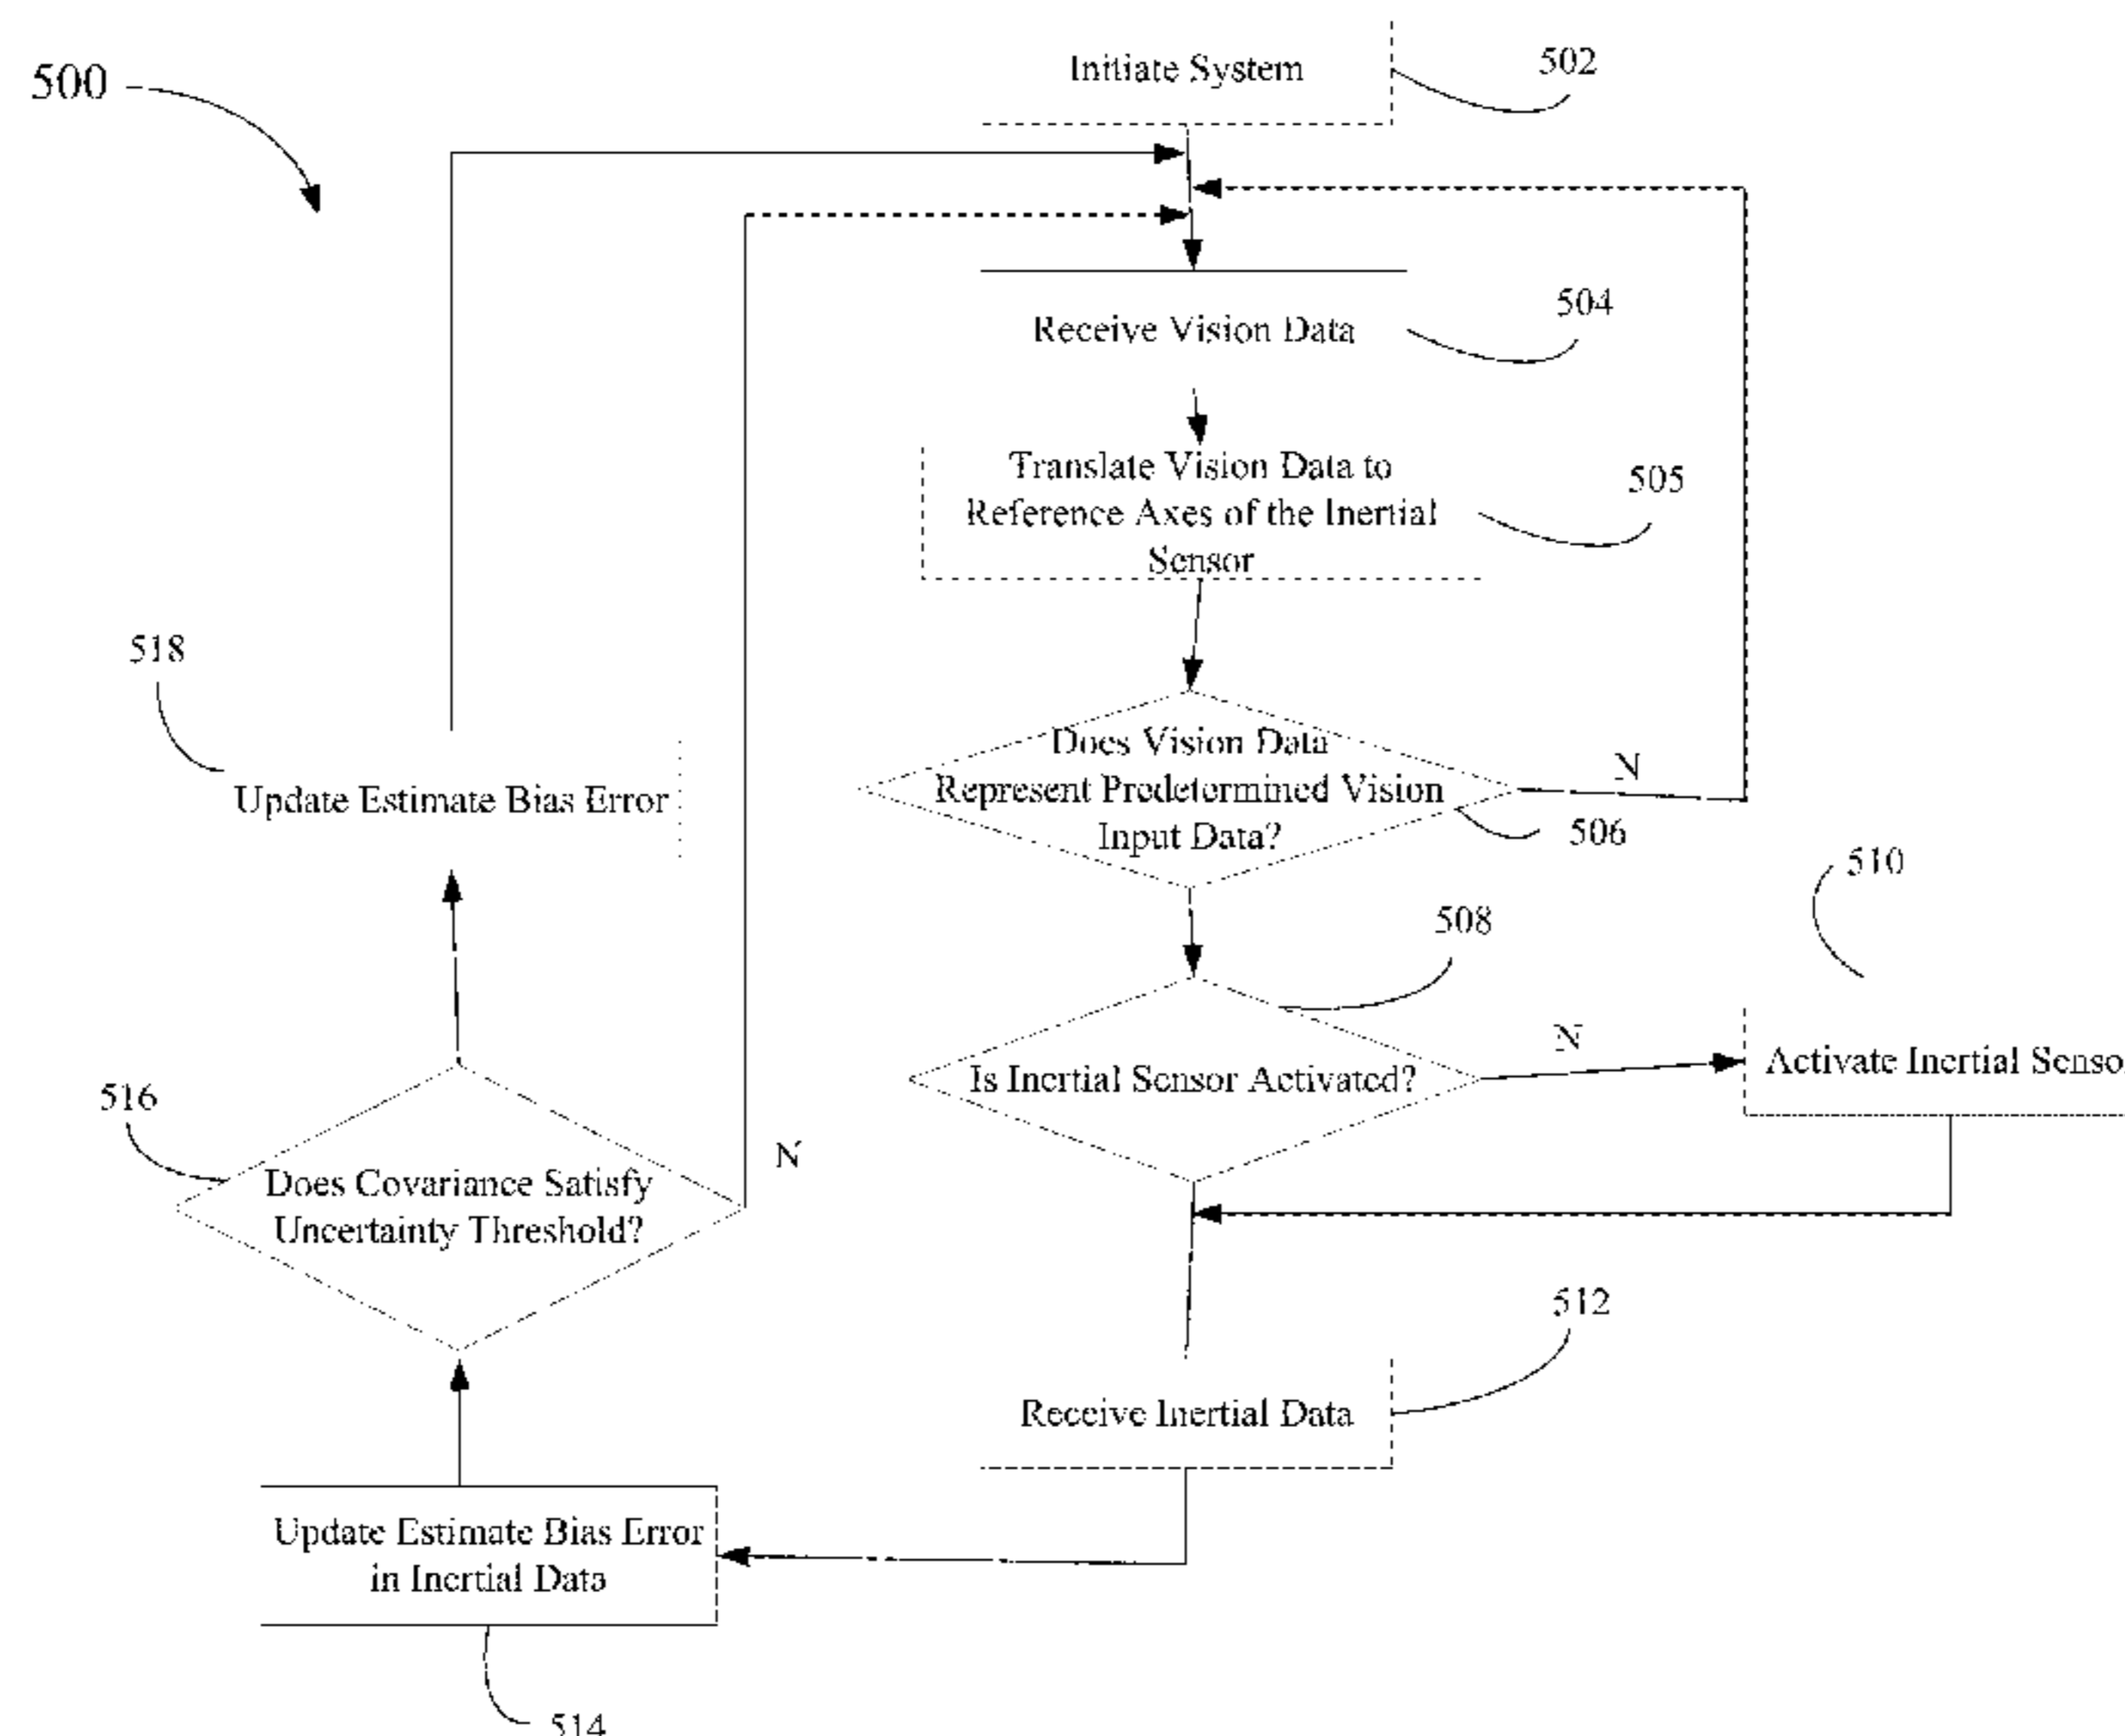 500
Initiate System
502
Receive Vision Data
504
Translate Vision Data to
Reference Axes of the Inertial
Sensor
505
Does Vision Data
Represent Predetermined Vision
Input Data?
N
506
508
Is Inertial Sensor Activated?
N
510
Activate Inertial Senso
512
Receive Inertial Data
Update Estimate Bias Error
in Inertial Data
514
516
Does Covariance Satisfy
Uncertainty Threshold?
N
518
Update Estimate Bias Error